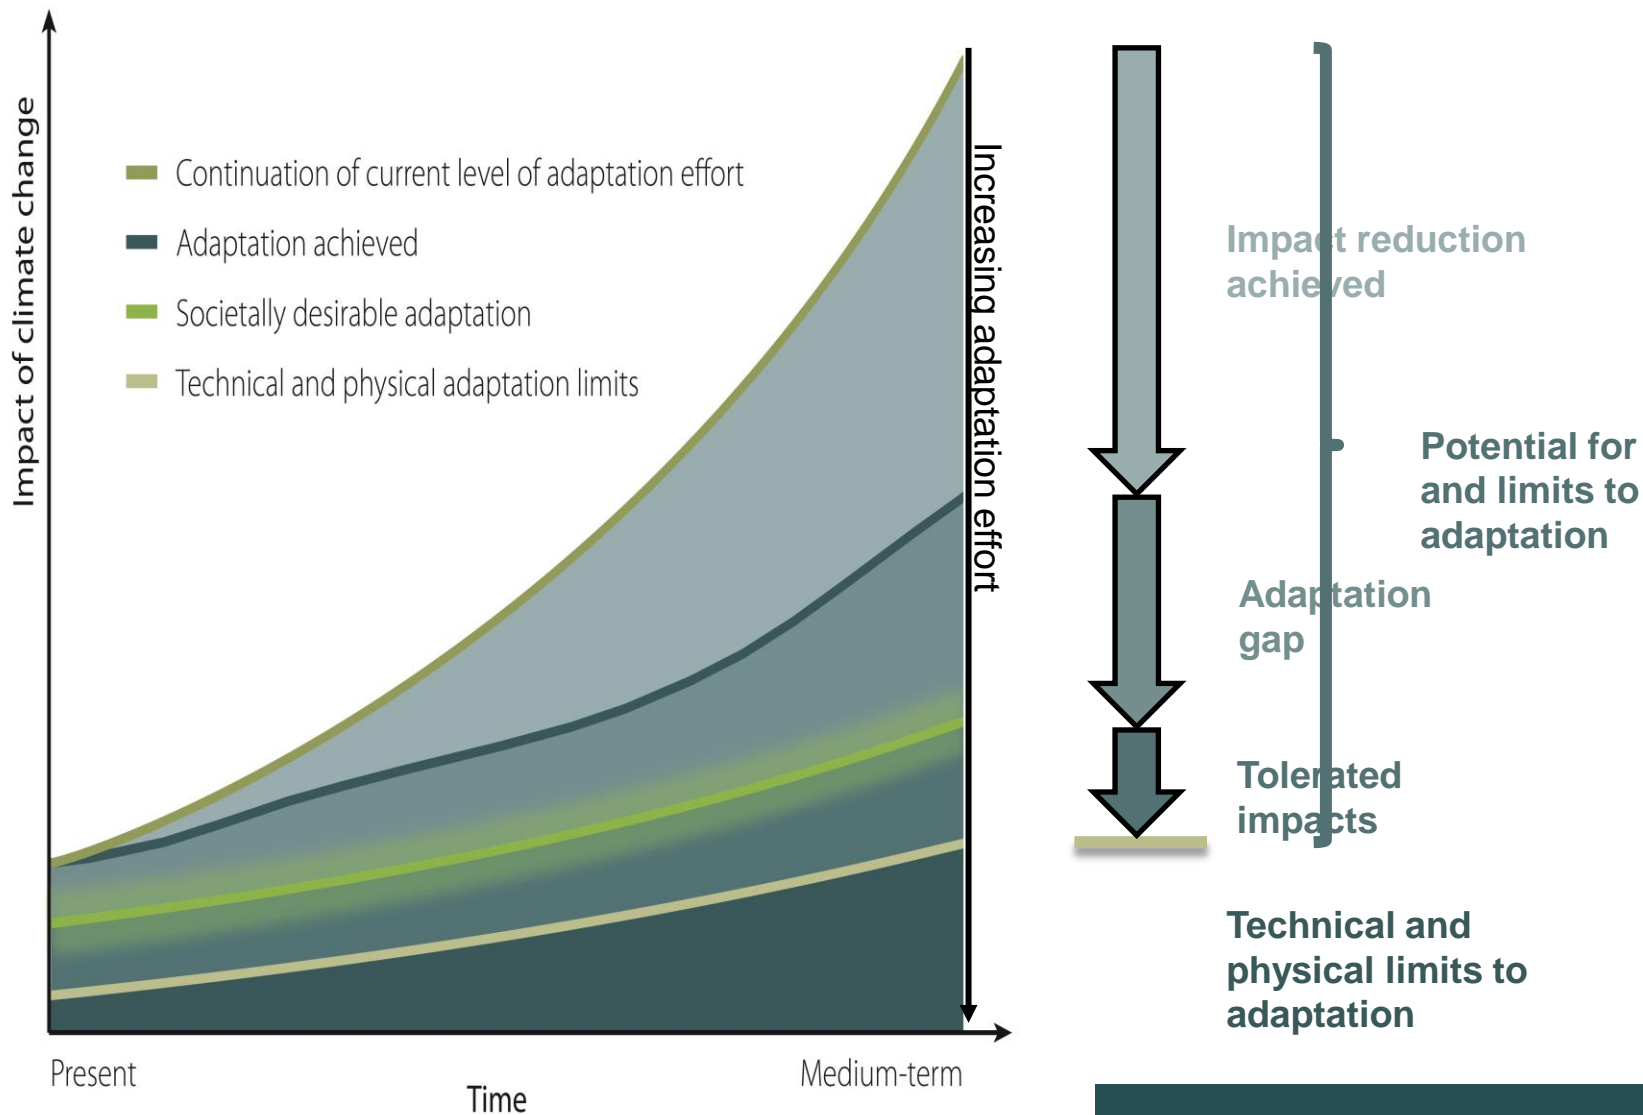 Impact of climate change
Continuation of current level of adaptation effort
Adaptation achieved
Societally desirable adaptation
Technical and physical adaptation limits
Increasing adaptation effort
Impact reduction
achieved
Potential for
and limits to
adaptation
Adaptation
gap
Tolerated
impacts
Technical and
physical limits to
adaptation
Present
Medium-term
Time